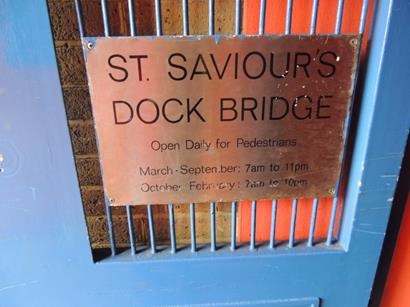 ST. SAVIOUR'S
DOCK BRIDGE
Open Daily for Pedestrians
March - September: 7am to 11pm
October February: 7am to 10pm